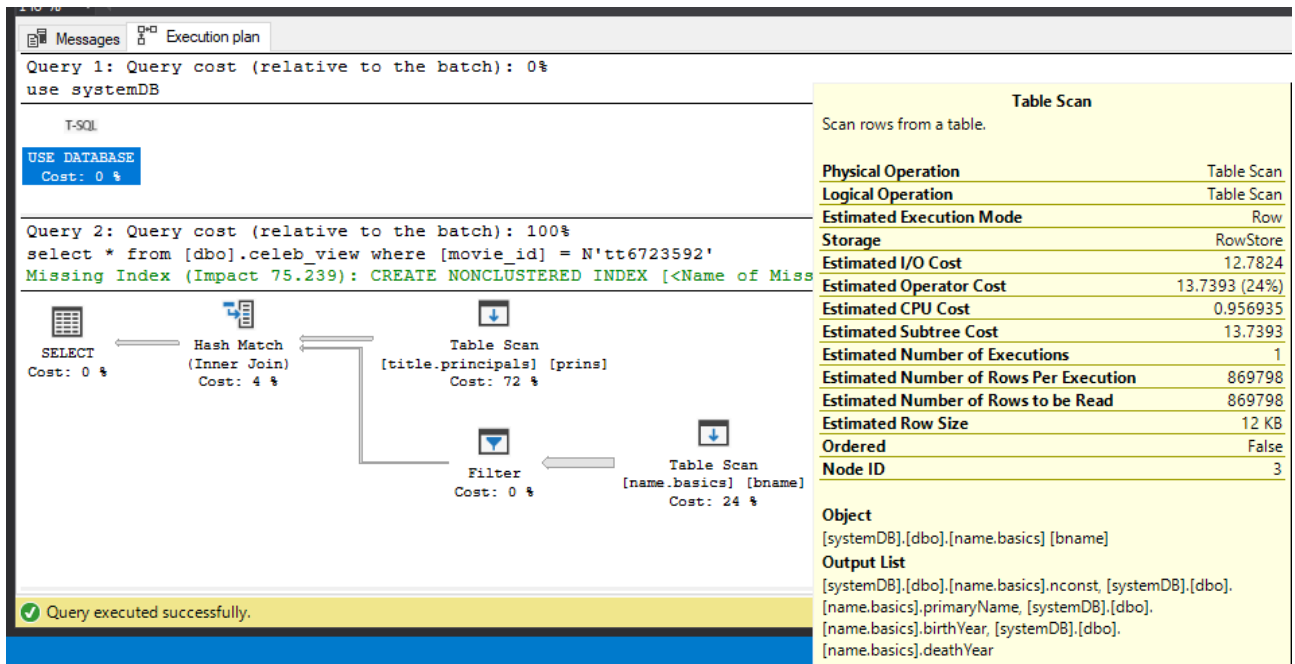 Messages
Execution plan
Query 1: Query cost (relative to the batch): 0%
use systemDB
T-SQL
USE DATABASE
Cost: 0 %
Query 2: Query cost (relative to the batch): 100%
select * from [dbo].celeb_view where [movie_id] = N'tt6723592'
Missing Index (Impact 75.239): CREATE NONCLUSTERED INDEX [<Name of Miss
SELECT
Cost: 0 %
Hash Match
(Inner Join)
Cost: 4 %
Table Scan
[title.principals] [prins]
Cost: 72 %
Filter
Cost: 0 %
Table Scan
[name.basics] [bname]
Cost: 24 %
Query executed successfully.
Table Scan
Scan rows from a table.
Physical Operation Table Scan
Logical Operation Table Scan
Estimated Execution Mode Row
Storage RowStore
Estimated I/O Cost 12.7824
Estimated Operator Cost 13.7393 (24%)
Estimated CPU Cost 0.956935
Estimated Subtree Cost 13.7393
Estimated Number of Executions 1
Estimated Number of Rows Per Execution 869798
Estimated Number of Rows to be Read 869798
Estimated Row Size 12 KB
Ordered False
Node ID 3
Object
[systemDB].[dbo].[name.basics] [bname]
Output List
[systemDB].[dbo].[name.basics].nconst, [systemDB].[dbo].
[name.basics].primaryName, [systemDB].[dbo].
[name.basics].birthYear, [systemDB].[dbo].
[name.basics].deathYear